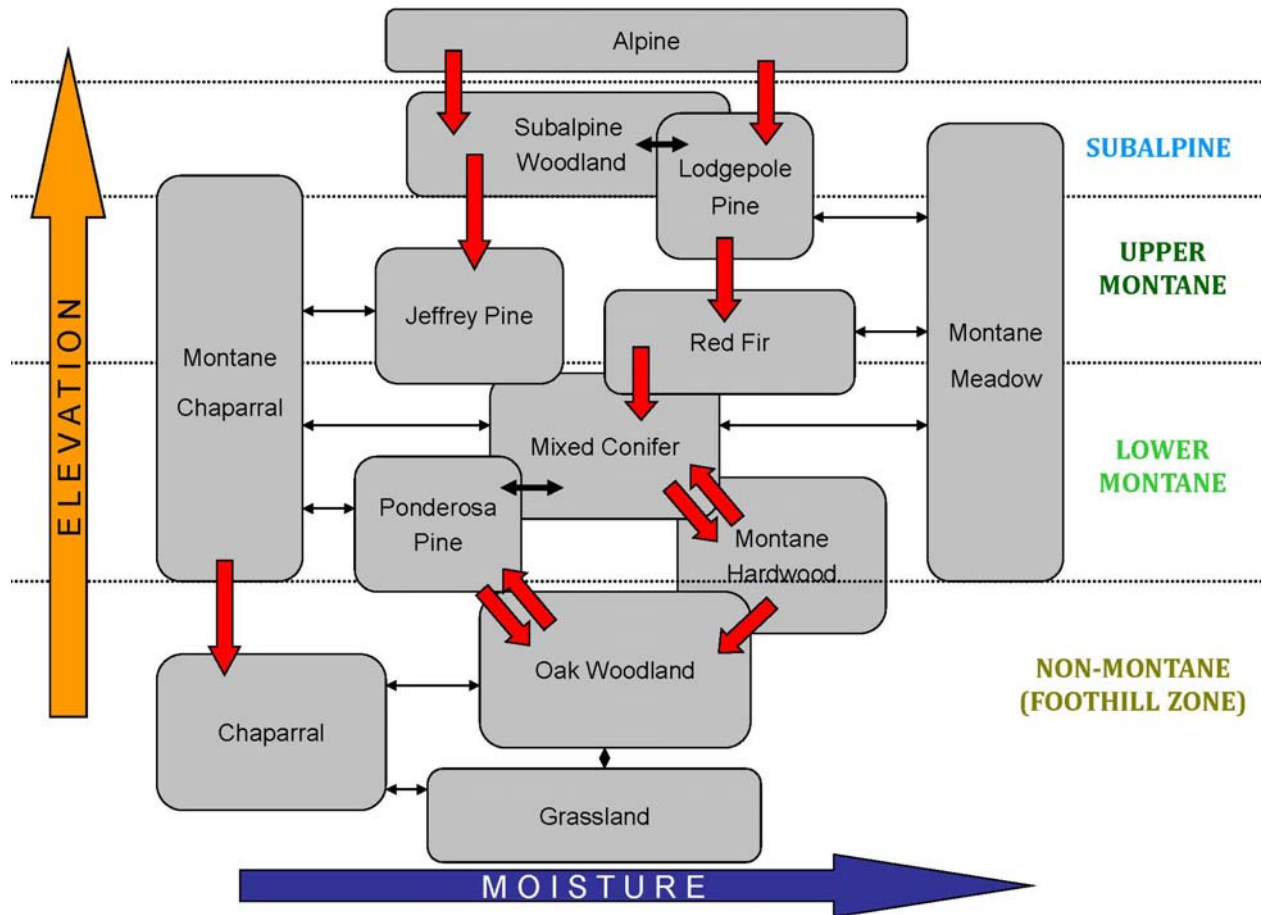 Alpine
Subalpine
Woodland
Lodgepole
Pine
SUBALPINE
ELEVATION
Montane
Chaparral
Jeffrey Pine
Red Fir
Montane
Meadow
UPPER
MONTANE
Mixed Conifer
Ponderosa
Pine
Montane
Hardwood
LOWER
MONTANE
Oak Woodland
Chaparral
Grassland
NON-MONTANE
(FOOTHILL ZONE)
MOISTURE